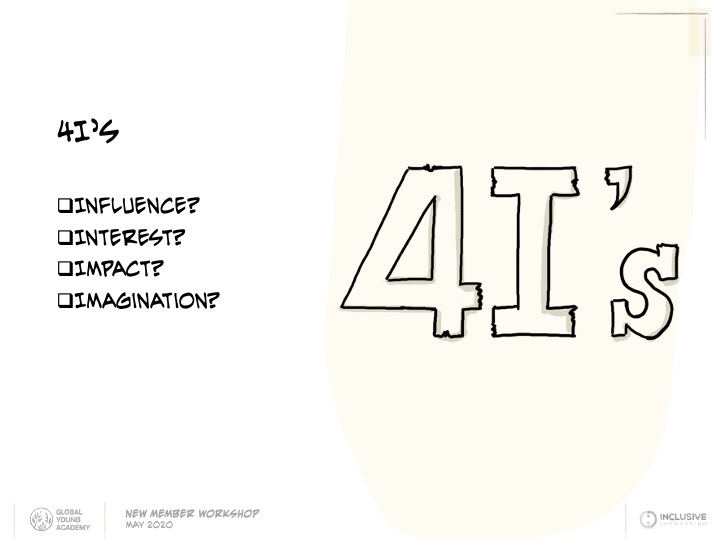 4I'S
❑INFLUENCE?
❑INTEREST?
❑IMPACT?
❑IMAGINATION?
4I's
GLOBAL
YOUNG
ACADEMY
NEW MEMBER WORKSHOP
MAY 2020
INCLUSIVE
INNOVATION